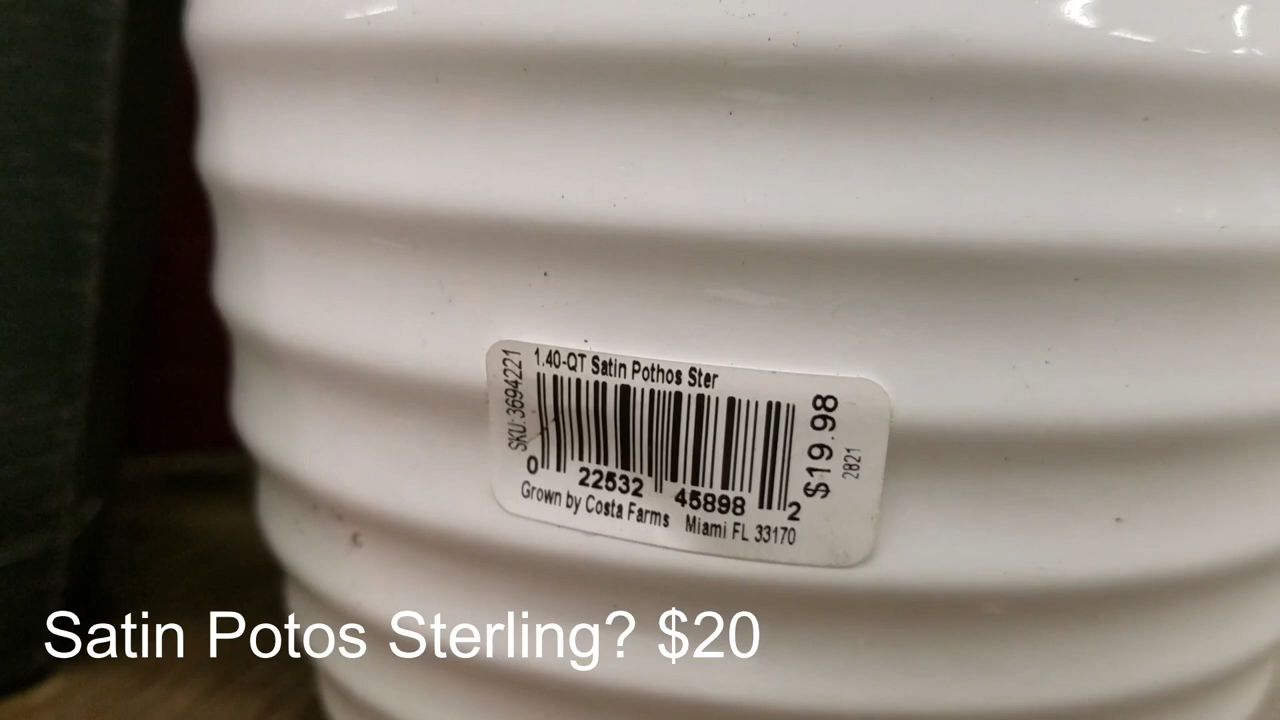 1.40-QT Satin Pothos Ster
SKU:3694221
0 22532 45898 2
$19.98
2821
Grown by Costa Farms Miami FL 33170
Satin Potos Sterling? $20